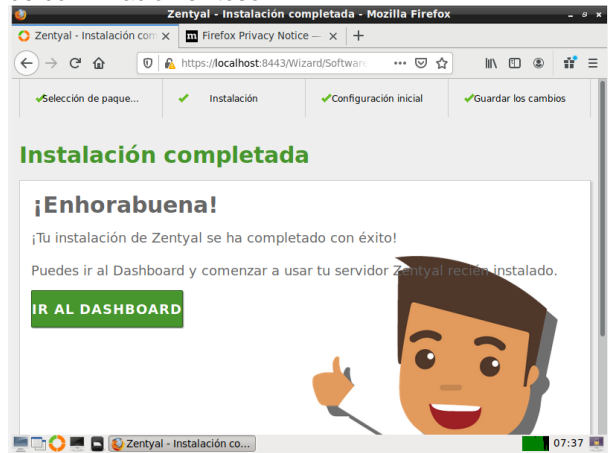 Zentyal - Instalación completada - Mozilla Firefox
Zentyal - Instalación com
Firefox Privacy Notice —
https://localhost:8443/Wizard/Software
Selección de paque...
Instalación
Configuración inicial
Guardar los cambios
Instalación completada
¡Enhorabuena!
¡Tu instalación de Zentyal se ha completado con éxito!
Puedes ir al Dashboard y comenzar a usar tu servidor Zentyal recién instalado.
IR AL DASHBOARD
Zentyal - Instalación co...
07:37